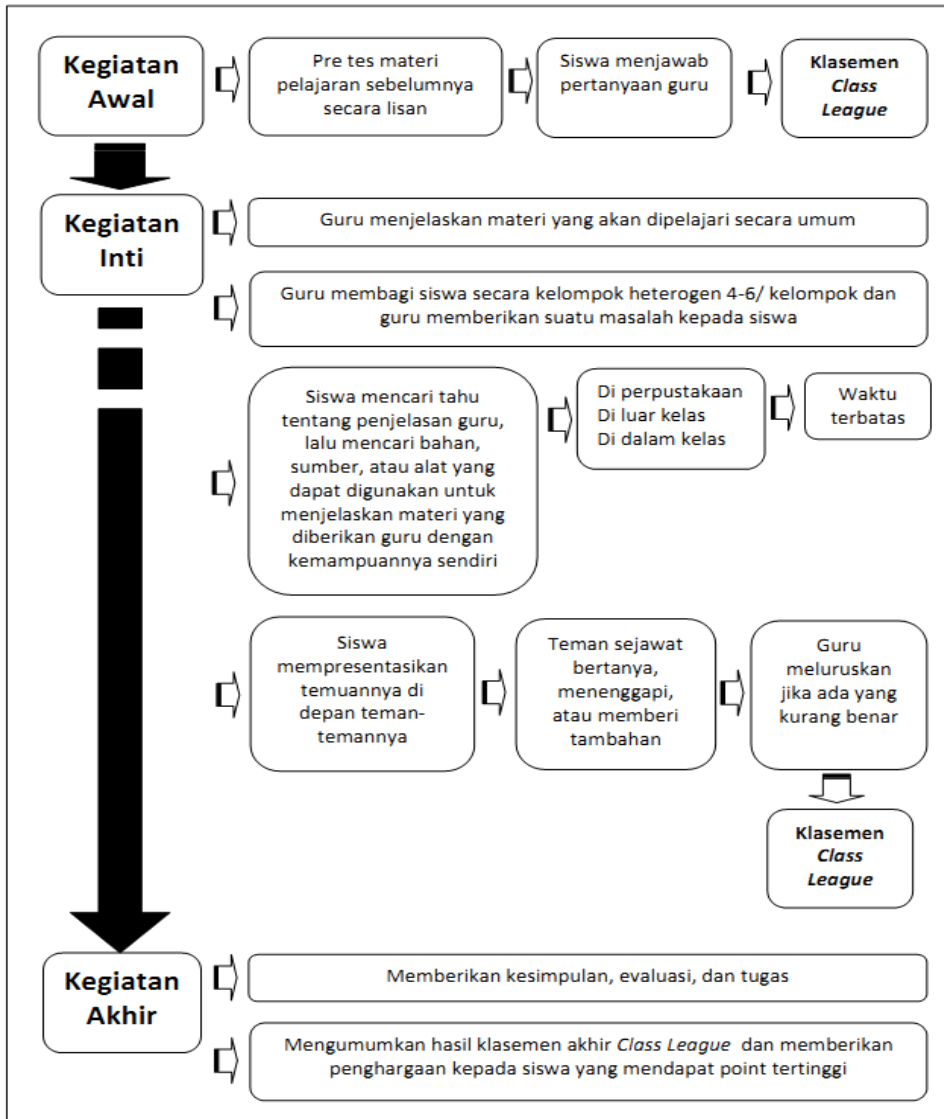 Kegiatan
Awal
Pre tes materi
pelajaran sebelumnya
secara lisan
Siswa menjawab
pertanyaan guru
Klasemen
Class
League
Kegiatan
Inti
Guru menjelaskan materi yang akan dipelajari secara umum
Guru membagi siswa secara kelompok heterogen 4-6/ kelompok dan
guru memberikan suatu masalah kepada siswa
Siswa mencari tahu
tentang penjelasan guru,
lalu mencari bahan,
sumber, atau alat yang
dapat digunakan untuk
menjelaskan materi yang
diberikan guru dengan
kemampuannya sendiri
Di perpustakaan
Di luar kelas
Di dalam kelas
Waktu
terbatas
Siswa
mempresentasikan
temuannya di
depan teman-
temannya
Teman sejawat
bertanya,
menenggapi,
atau memberi
tambahan
Guru
meluruskan
jika ada yang
kurang benar
Klasemen
Class
League
Kegiatan
Akhir
Memberikan kesimpulan, evaluasi, dan tugas
Mengumumkan hasil klasemen akhir Class League dan memberikan
penghargaan kepada siswa yang mendapat point tertinggi